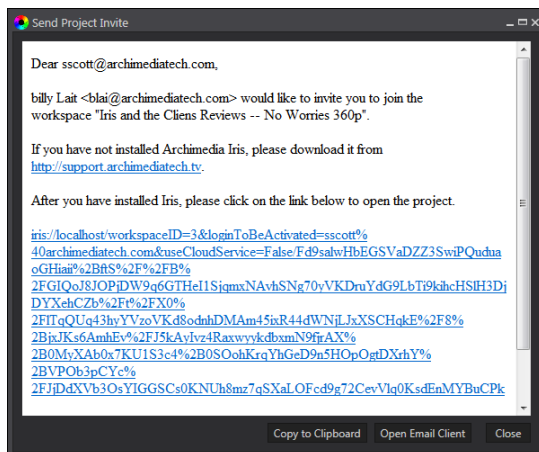 Send Project Invite
Dear sscott@archimediatech.com,
billy Lait <blai@archimediatech.com> would like to invite you to join the
workspace "Iris and the Cliens Reviews -- No Worries 360p".
If you have not installed Archimedia Iris, please download it from
http://support.archimediatech.tv.
After you have installed Iris, please click on the link below to open the project.
iris://localhost/workspaceID=3&loginToBeActivated=sscott%
40archimediatech.com&useCloudService=False/Fd9salwHbEGSVaDZZ3SwiPQudua
oGHiaii%2BftS%2F%2FB%
2FGIQoJ8JOPjDW9q6GTHeI1SjqmxNAvhSNg70yVKDruYdG9LbTi9kihcHSlH3Dj
DYXehCZb%2Ft%2FX0%
2FlTqQUq43hyYVzoVKd8odnhDMAm45ixR44dWNjLJxXSCHqkE%2F8%
2BjxJKs6AmhEv%2FJ5kAyIvz4RaxwyykdbxmN9fjrAX%
2B0MyXAb0x7KU1S3c4%2B0SOohKrqYhGeD9n5HOpOgtDXrhY%
2BVPOb3pCYc%
2FJjDdXVb3OsYIGGSCs0KNUh8mz7qSXaLOFcd9g72CevVlq0KsdEnMYBuCPk
Copy to Clipboard
Open Email Client
Close